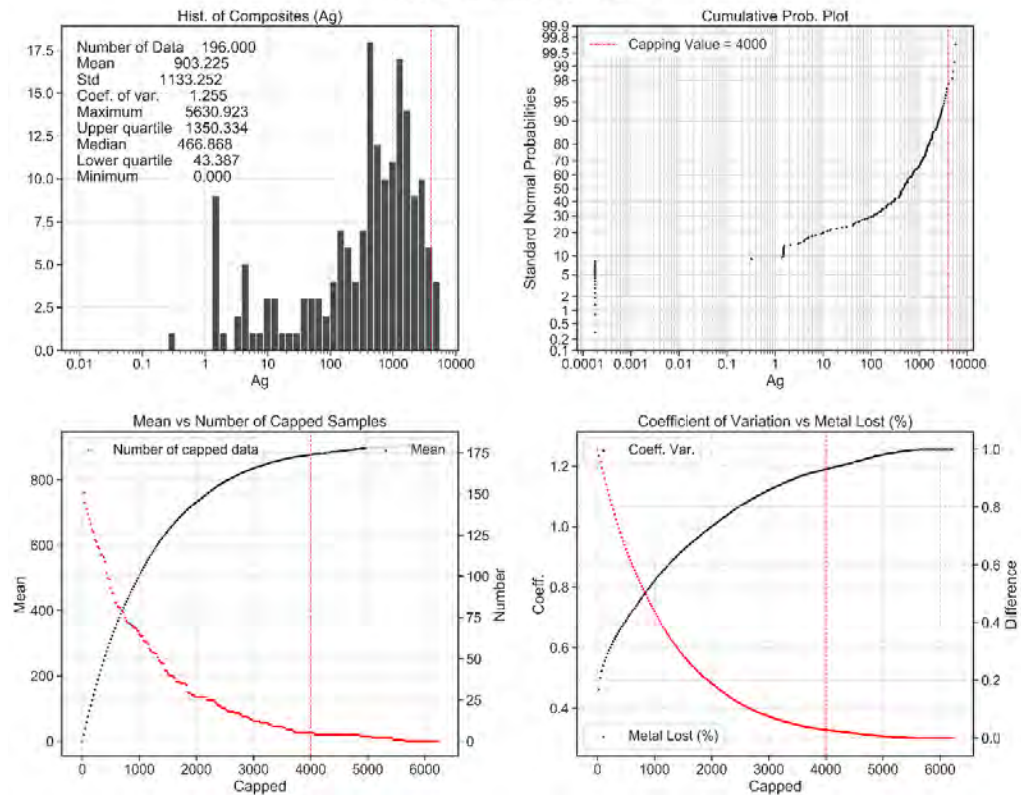 Hist. of Composites (Ag)
Number of Data 196.000
Mean 903.225
Std 1133.252
Coef. of var. 1.255
Maximum 5630.923
Upper quartile 1350.334
Median 466.868
Lower quartile 43.387
Minimum 0.000
17.5
15.0
12.5
10.0
7.5
5.0
2.5
0.0
0.01 0.1 0 10 100 1000 10000
Ag
Cumulative Prob. Plot
Capping Value = 4000
Standard Normal Probabilities
99.9
99.8
99.5
99
98
95
90
80
70
60
50
40
30
20
10
5
2
1
0.5
0.2
0.1
0.0001 0.001 0.01 0.1 0 10 100 1000 10000
Ag
Mean vs Number of Capped Samples
Number of capped data
Mean
Mean
800
600
400
200
0
Number
175
150
125
100
75
50
25
0
0 1000 2000 3000 4000 5000 6000
Capped
Coefficient of Variation vs Metal Lost (%)
Coeff. Var.
Metal Lost (%)
Coeff.
1.2
1.0
0.8
0.6
0.4
Difference
1.0
0.8
0.6
0.4
0.2
0.0
0 1000 2000 3000 4000 5000 6000
Capped